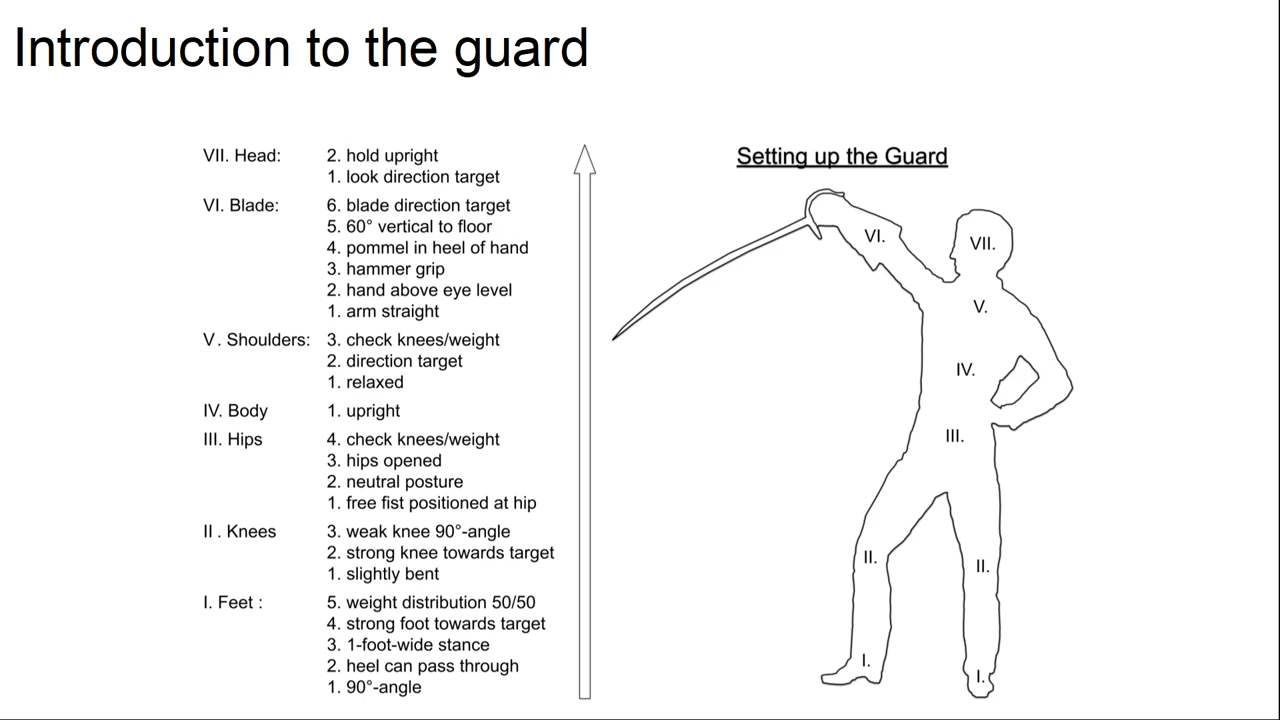 Introduction to the guard
VII. Head: 2. hold upright
1. look direction target
VI. Blade: 6. blade direction target
5. 60° vertical to floor
4. pommel in heel of hand
3. hammer grip
2. hand above eye level
1. arm straight
V. Shoulders: 3. check knees/weight
2. direction target
1. relaxed
IV. Body 1. upright
III. Hips 4. check knees/weight
3. hips opened
2. neutral posture
1. free fist positioned at hip
II. Knees 3. weak knee 90°-angle
2. strong knee towards target
1. slightly bent
I. Feet : 5. weight distribution 50/50
4. strong foot towards target
3. 1-foot-wide stance
2. heel can pass through
1. 90°-angle
Setting up the Guard
VI.
VII.
V.
IV.
III.
II.
II.
I.
I.